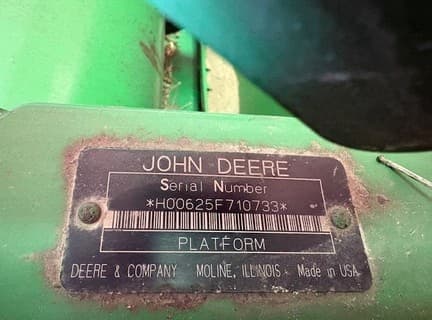 JOHN DEERE
Serial Number
*H00625F710733*
PLATFORM
DEERE & COMPANY MOLINE, ILLINOIS Made in USA